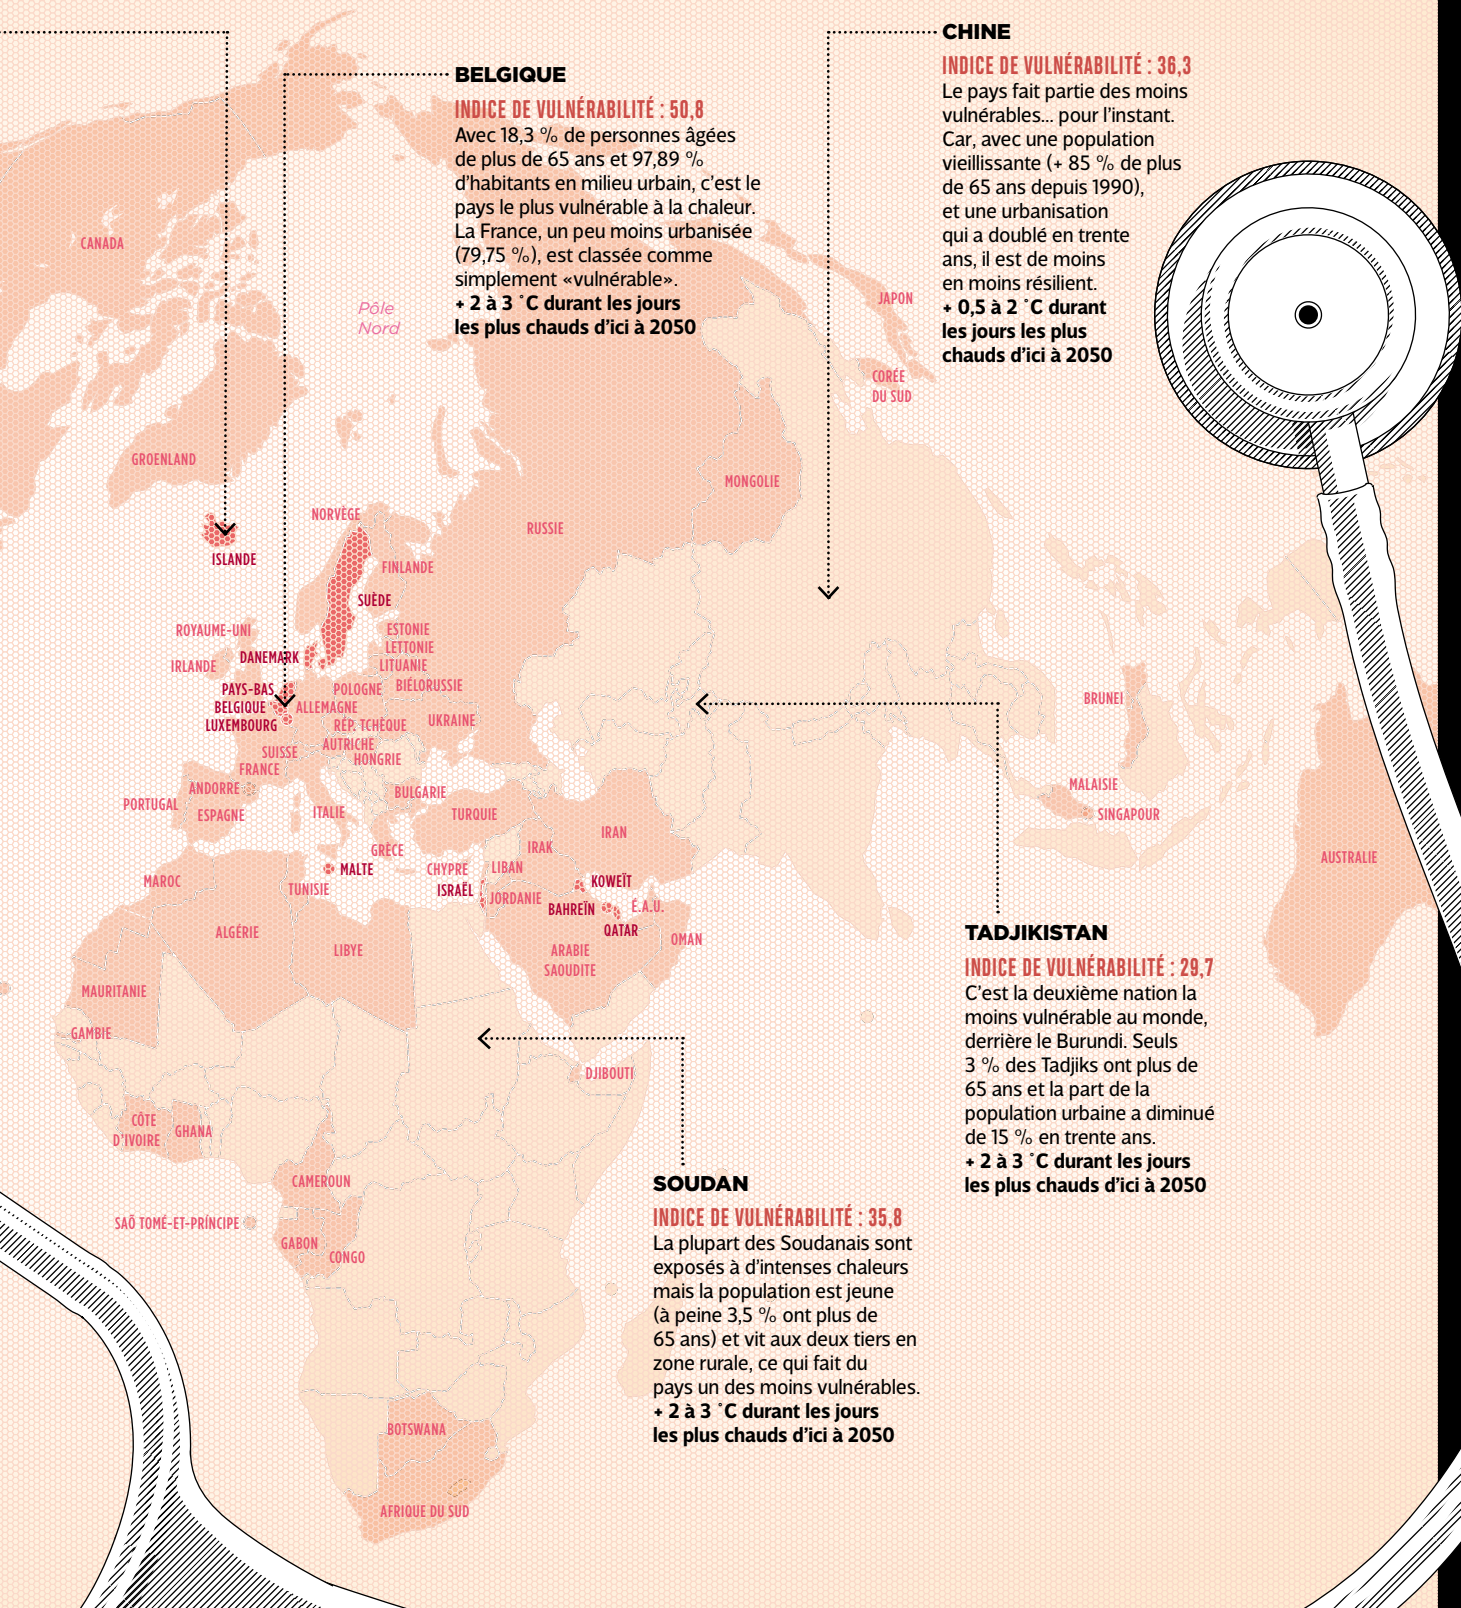 BELGIQUE
INDICE DE VULNÉRABILITÉ : 50,8
Avec 18,3 % de personnes âgées
de plus de 65 ans et 97,89 %
d’habitants en milieu urbain, c’est le
pays le plus vulnérable à la chaleur.
La France, un peu moins urbanisée
(79,75 %), est classée comme
simplement «vulnérable».
+ 2 à 3 °C durant les jours
les plus chauds d’ici à 2050
CHINE
INDICE DE VULNÉRABILITÉ : 36,3
Le pays fait partie des moins
vulnérables... pour l’instant.
Car, avec une population
vieillissante (+ 85 % de plus
de 65 ans depuis 1990),
et une urbanisation
qui a doublé en trente
ans, il est de moins
en moins résilient.
+ 0,5 à 2 °C durant
les jours les plus
chauds d’ici à 2050
CANADA
Pôle
Nord
JAPON
CORÉE
DU SUD
GROENLAND
MONGOLIE
NORVÈGE
RUSSIE
ISLANDE
FINLANDE
SUÈDE
ROYAUME-UNI
ESTONIE
LETTONIE
DANEMARK
IRLANDE
LITUANIE
PAYS-BAS
POLOGNE
BIÉLORUSSIE
BELGIQUE
ALLEMAGNE
LUXEMBOURG
RÉP. TCHÈQUE
UKRAINE
AUTRICHE
SUISSE
HONGRIE
FRANCE
ANDORRE
BULGARIE
PORTUGAL
ESPAGNE
ITALIE
TURQUIE
BRUNEI
MALAISIE
SINGAPOUR
AUSTRALIE
IRAN
IRAK
GRÈCE
MALTE
CHYPRE
LIBAN
MAROC
TUNISIE
ISRAËL
KOWEÏT
JORDANIE
BAHREÏN
É.A.U.
ALGÉRIE
LIBYE
QATAR
OMAN
ARABIE
SAOUDITE
MAURITANIE
GAMBIE
DJIBOUTI
CÔTE
D’IVOIRE
GHANA
CAMEROUN
SAÕ TOMÉ-ET-PRÍNCIPE
GABON
CONGO
BOTSWANA
AFRIQUE DU SUD
TADJIKISTAN
INDICE DE VULNÉRABILITÉ : 29,7
C’est la deuxième nation la
moins vulnérable au monde,
derrière le Burundi. Seuls
3 % des Tadjiks ont plus de
65 ans et la part de la
population urbaine a diminué
de 15 % en trente ans.
+ 2 à 3 °C durant les jours
les plus chauds d’ici à 2050
SOUDAN
INDICE DE VULNÉRABILITÉ : 35,8
La plupart des Soudanais sont
exposés à d’intenses chaleurs
mais la population est jeune
(à peine 3,5 % ont plus de
65 ans) et vit aux deux tiers en
zone rurale, ce qui fait du
pays un des moins vulnérables.
+ 2 à 3 °C durant les jours
les plus chauds d’ici à 2050